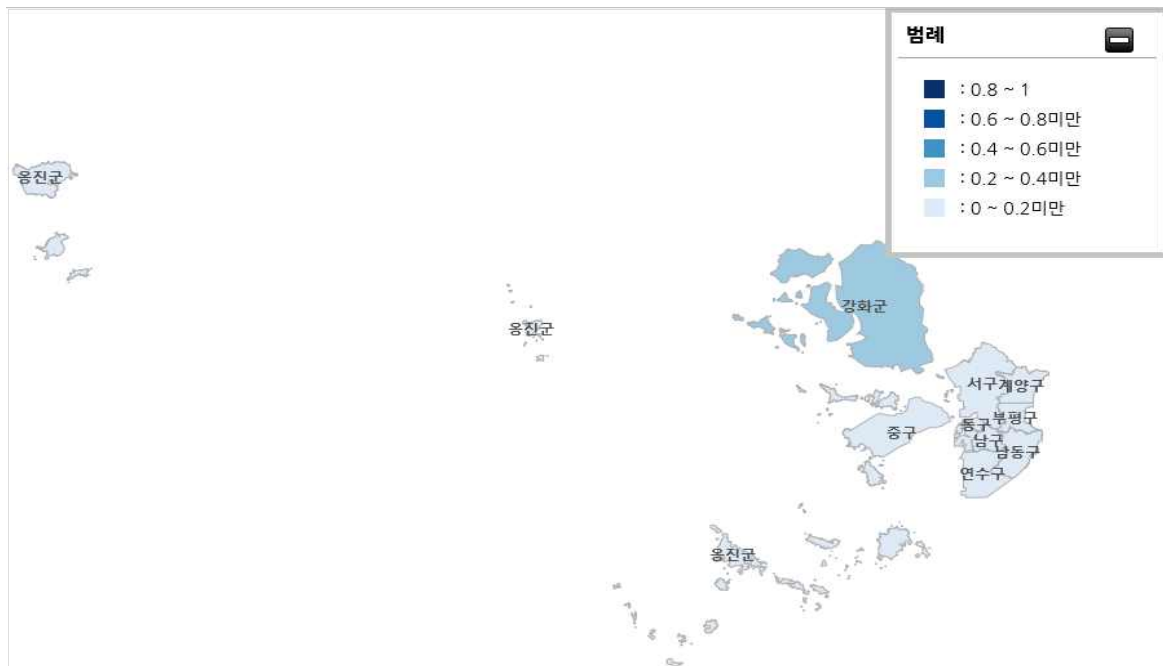 범례
: 0.8 ~ 1
: 0.6 ~ 0.8미만
: 0.4 ~ 0.6미만
: 0.2 ~ 0.4미만
: 0 ~ 0.2미만
옹진군
강화군
옹진군
서구
계양구
부평구
동구
중구
남구
남동구
연수구
옹진군